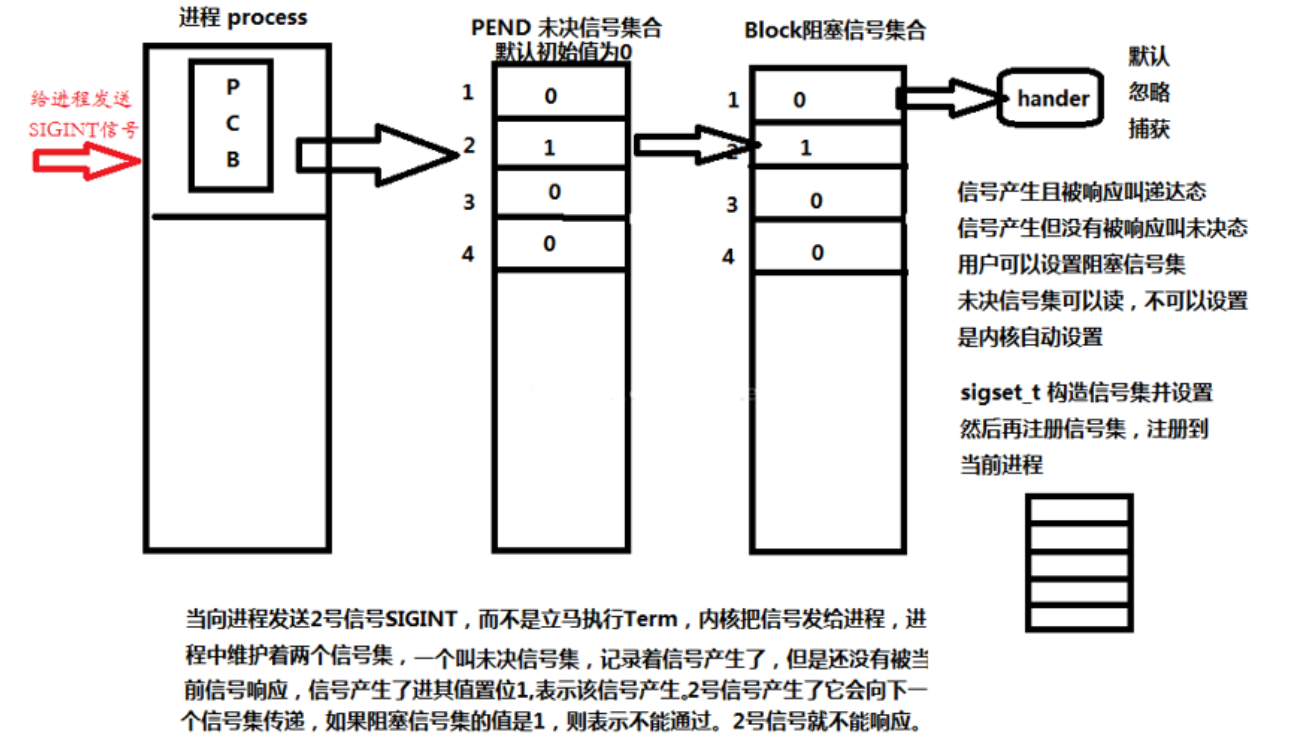 进程 process
PEND 未决信号集合
默认初始值为0
Block阻塞信号集合
给进程发送
SIGINT信号
P
C
B
1
0
2
1
3
0
4
0
1
0
2
1
3
0
4
0
hander
默认
忽略
捕获
信号产生且被响应叫递达态
信号产生但没有被响应叫未决态
用户可以设置阻塞信号集
未决信号集可以读，不可以设置
是内核自动设置
sigset_t 构造信号集并设置
然后再注册信号集，注册到
当前进程
当向进程发送2号信号SIGINT，而不是立马执行Term，内核把信号发给进程，进
程中维护着两个信号集，一个叫未决信号集，记录着信号产生了，但是还没有被当
前信号响应，信号产生了进其值置位1,表示该信号产生。2号信号产生了它会向下一
个信号集传递，如果阻塞信号集的值是1，则表示不能通过。2号信号就不能响应。